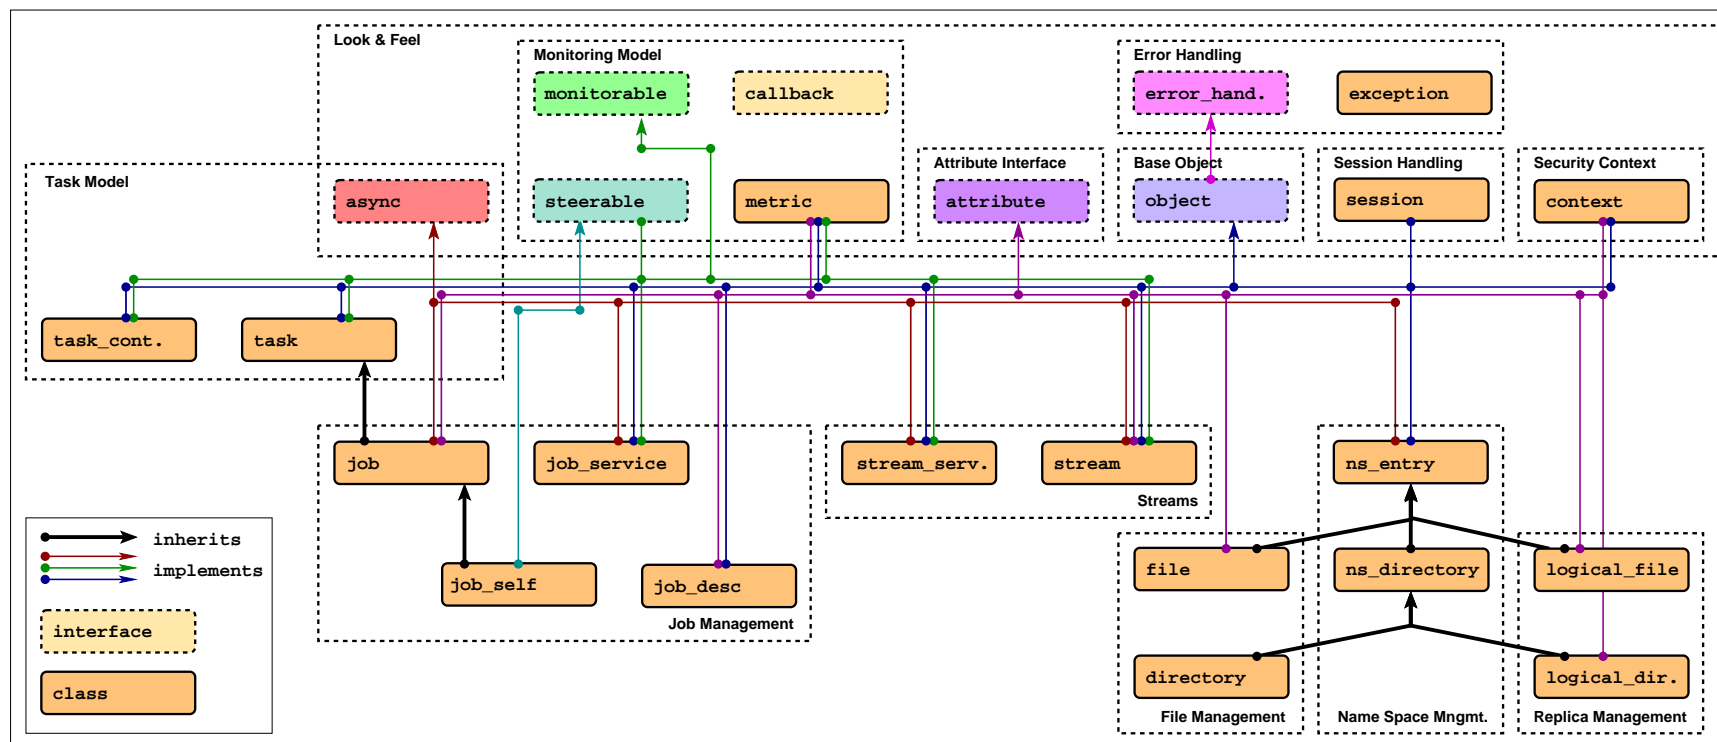 Look & Feel
Monitoring Model
Error Handling
monitorable
callback
error_hand.
exception
Task Model
Attribute Interface
Base Object
Session Handling
Security Context
async
steerable
metric
attribute
object
session
context
task_cont.
task
job
job_service
stream_serv.
stream
ns_entry
Streams
inherits
implements
job_self
job_desc
file
ns_directory
logical_file
interface
Job Management
class
directory
logical_dir.
File Management
Name Space Mngmt.
Replica Management